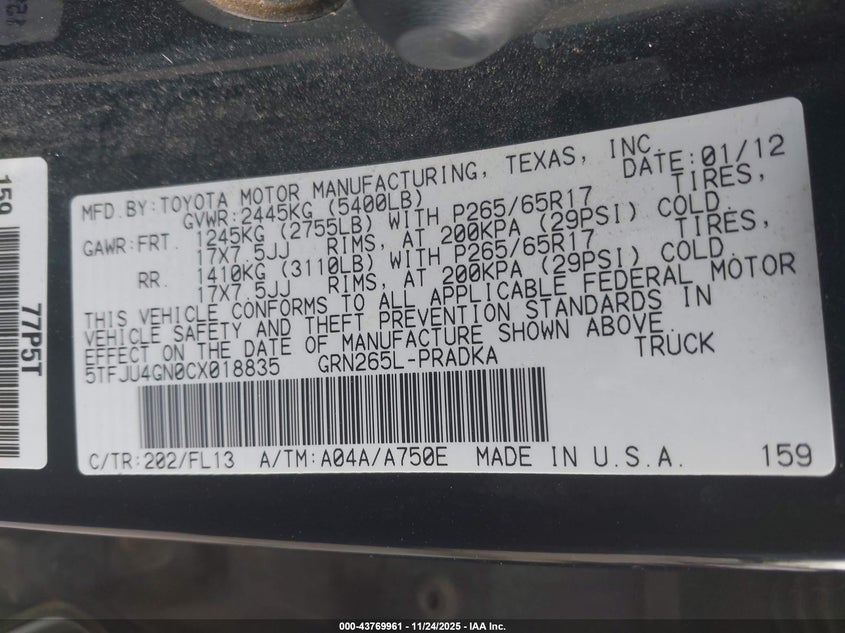 MFD.BY:TOYOTA MOTOR MANUFACTURING, TEXAS, INC.
DATE:01/12
GVWR:2445KG (5400LB)
GAWR:FRT. 1245KG (2755LB) WITH P265/65R17 TIRES,
17X7.5JJ RIMS, AT 200KPA (29PSI) COLD.
RR. 1410KG (3110LB) WITH P265/65R17 TIRES,
17X7.5JJ RIMS, AT 200KPA (29PSI) COLD
THIS VEHICLE CONFORMS TO ALL APPLICABLE FEDERAL MOTOR
VEHICLE SAFETY AND THEFT PREVENTION STANDARDS IN
EFFECT ON THE DATE OF MANUFACTURE SHOWN ABOVE.
5TFJU4GN0CX018835 GRN265L-PRADKA TRUCK
C/TR:202/FL13 A/TM:A04A/A750E MADE IN U.S.A. 159
159
77P5T
000-43769961 - 11/24/2025 - IAA Inc.